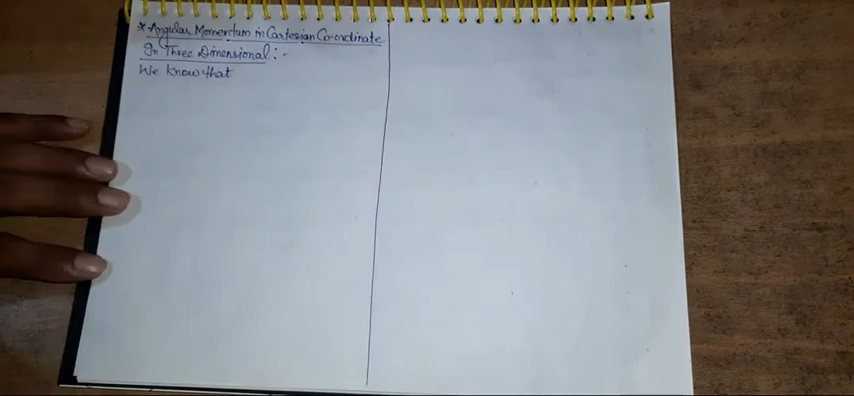 * Angular Momentum in Cartesian Co-ordinate
In Three Dimensional :-
We know that